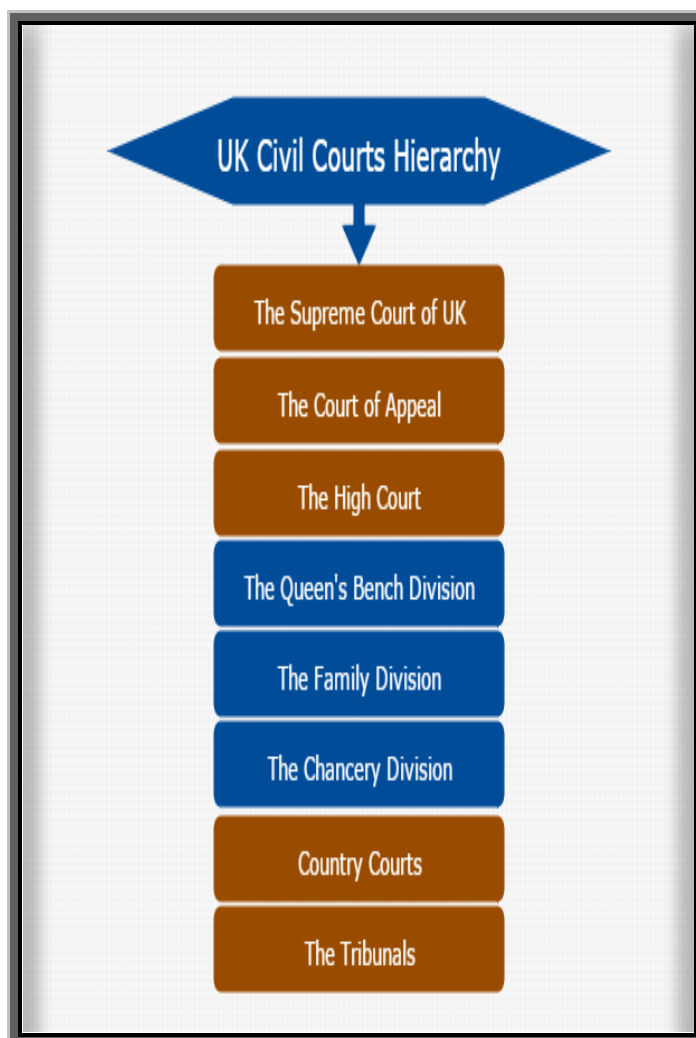 UK Civil Courts Hierarchy
The Supreme Court of UK
The Court of Appeal
The High Court
The Queen's Bench Division
The Family Division
The Chancery Division
Country Courts
The Tribunals